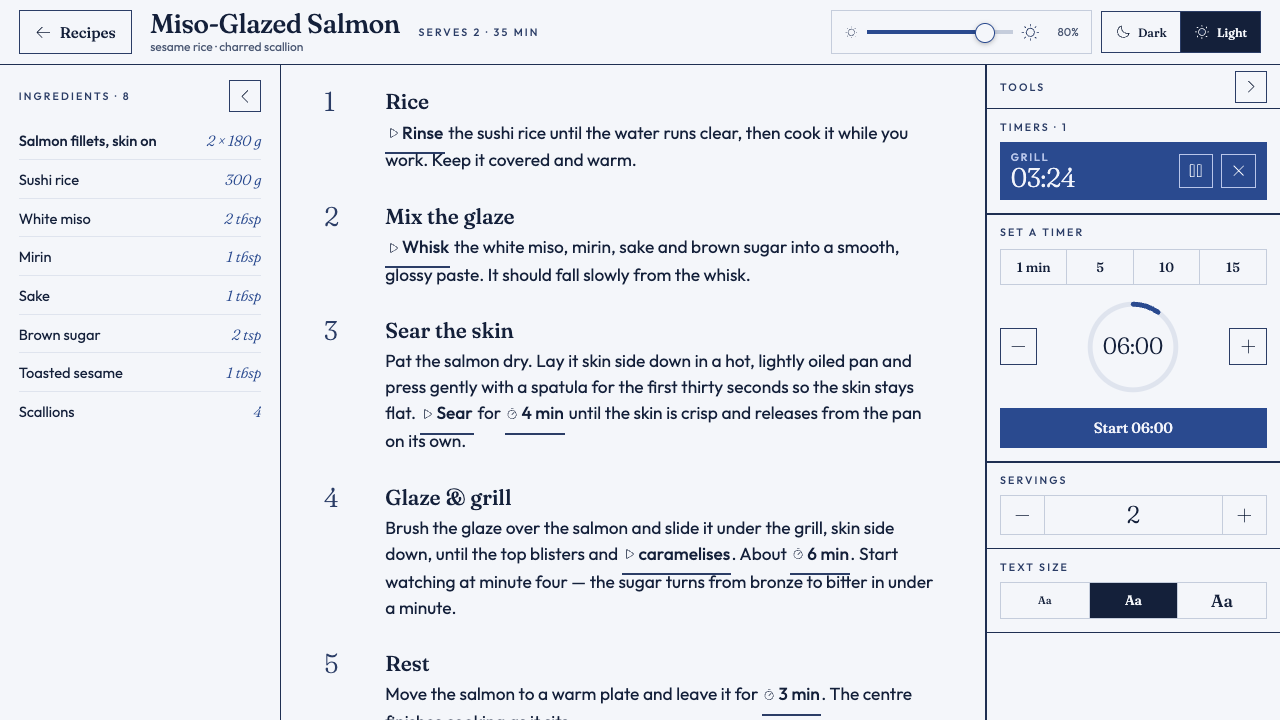 Recipes
Miso-Glazed Salmon
SERVES 2 · 35 MIN
sesame rice · charred scallion
80%
Dark
Light
INGREDIENTS · 8
Salmon fillets, skin on 2 × 180 g
Sushi rice 300 g
White miso 2 tbsp
Mirin 1 tbsp
Sake 1 tbsp
Brown sugar 2 tsp
Toasted sesame 1 tbsp
Scallions 4
1 Rice
Rinse the sushi rice until the water runs clear, then cook it while you
work. Keep it covered and warm.
2 Mix the glaze
Whisk the white miso, mirin, sake and brown sugar into a smooth,
glossy paste. It should fall slowly from the whisk.
3 Sear the skin
Pat the salmon dry. Lay it skin side down in a hot, lightly oiled pan and
press gently with a spatula for the first thirty seconds so the skin stays
flat. Sear for 4 min until the skin is crisp and releases from the pan
on its own.
4 Glaze & grill
Brush the glaze over the salmon and slide it under the grill, skin side
down, until the top blisters and caramelises. About 6 min. Start
watching at minute four — the sugar turns from bronze to bitter in under
a minute.
5 Rest
Move the salmon to a warm plate and leave it for 3 min. The centre
finishes cooking as it sits.
TOOLS
TIMERS · 1
GRILL
03:24
SET A TIMER
1 min 5 10 15
06:00
Start 06:00
SERVINGS
2
TEXT SIZE
Aa Aa Aa